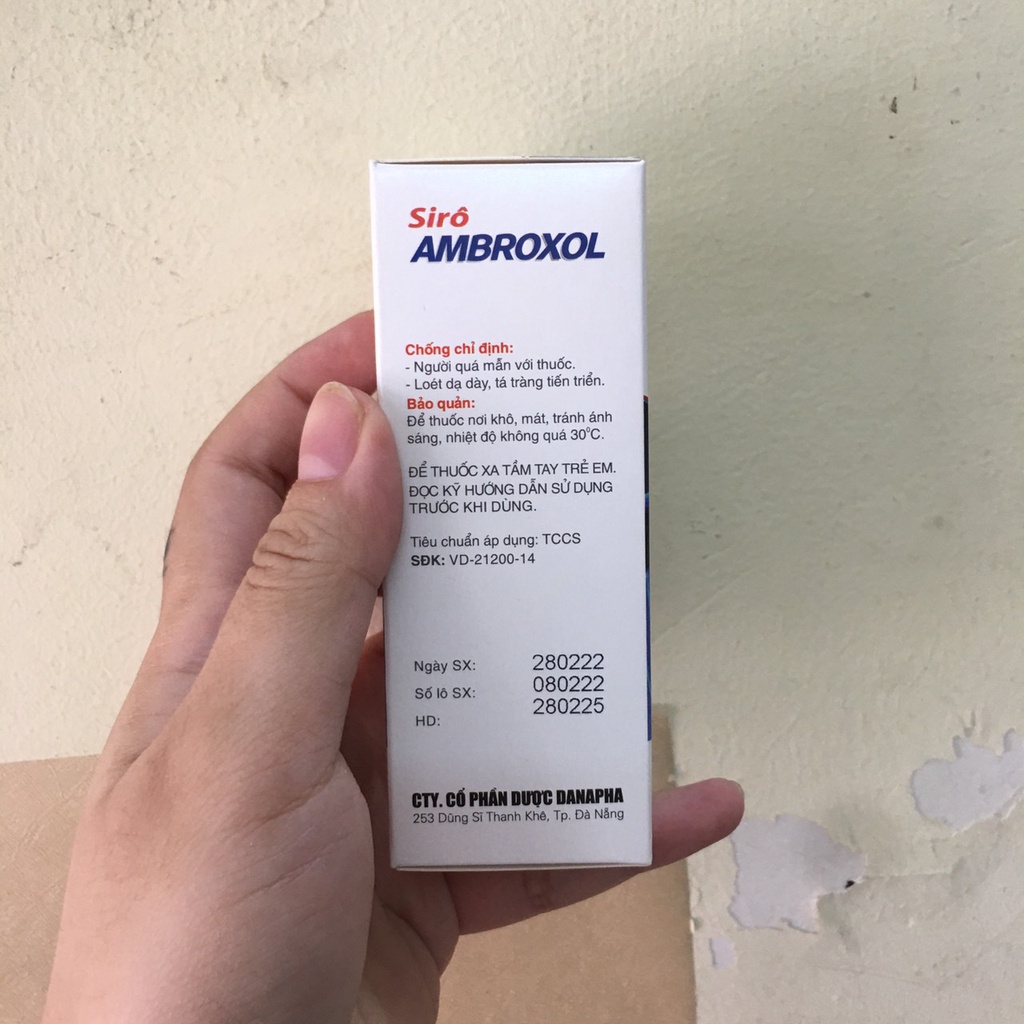 Sirô
AMBROXOL
Chống chỉ định:
- Người quá mẫn với thuốc.
- Loét dạ dày, tá tràng tiến triển.
Bảo quản:
Để thuốc nơi khô, mát, tránh ánh
sáng, nhiệt độ không quá 30°C.
ĐỂ THUỐC XA TẦM TAY TRẺ EM.
ĐỌC KỸ HƯỚNG DẪN SỬ DỤNG
TRƯỚC KHI DÙNG.
Tiêu chuẩn áp dụng: TCCS
SĐK: VD-21200-14
Ngày SX: 280222
Số lô SX: 080222
HD: 280225
CTY. CỔ PHẦN DƯỢC DANAPHA
253 Dũng Sĩ Thanh Khê, Tp. Đà Nẵng